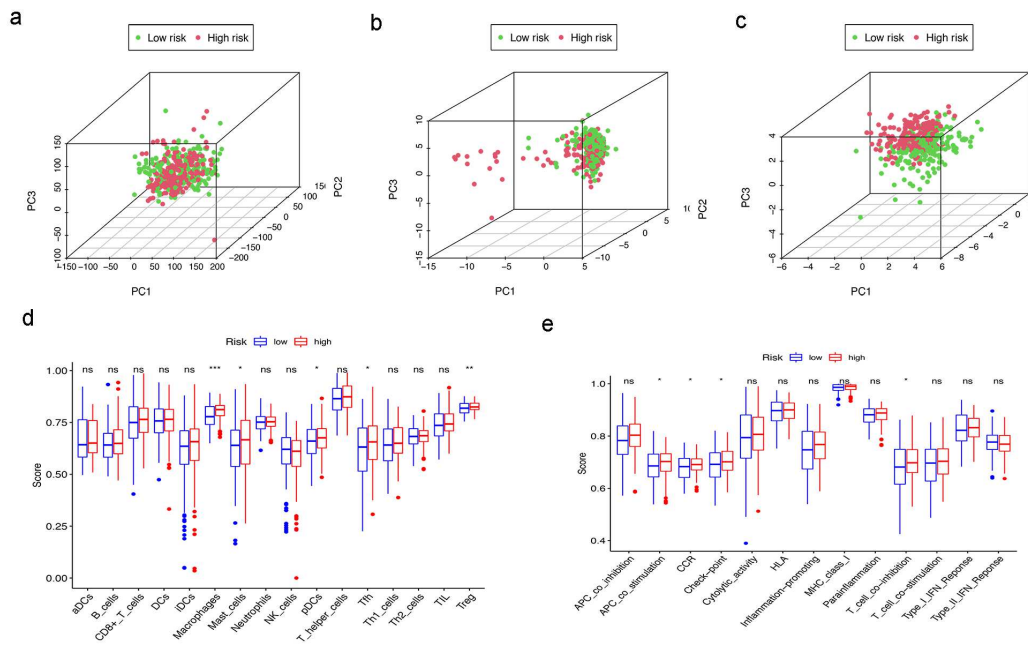 a
Low risk High risk
150
100
50
0
−50
−100
PC3
−150 −50 0 50 100 150 200
PC1
−200
−150
−100
−50
0
50
100
15
PC2
b
Low risk High risk
10
5
0
−5
−10
−15
PC3
−15 −10 −5 0 5
PC1
−10
−5
0
5
10
PC2
c
Low risk High risk
4
2
0
−2
−4
−6
PC3
−6 −4 −2 0 2 4 6
PC1
−8
−6
−4
−2
0
d
Risk low high
ns ns ns ns ns *** * ns ns * ns * ns ns ns **
1.00
0.75
0.50
0.25
0.00
Score
aDCs
B_cells
CD8+_T_cells
DCs
iDCs
Macrophages
Mast_cells
Neutrophils
NK_cells
pDCs
T_helper_cells
Tfh
Th1_cells
Th2_cells
TIL
Treg
e
Risk low high
ns * * * ns ns ns ns ns * ns ns ns
1.0
0.8
0.6
0.4
Score
APC_co_inhibition
APC_co_stimulation
CCR
Check−point
Cytolytic_activity
HLA
Inflammation−promoting
MHC_class_I
Parainflammation
T_cell_co−inhibition
T_cell_co−stimulation
Type_I_IFN_Reponse
Type_II_IFN_Reponse